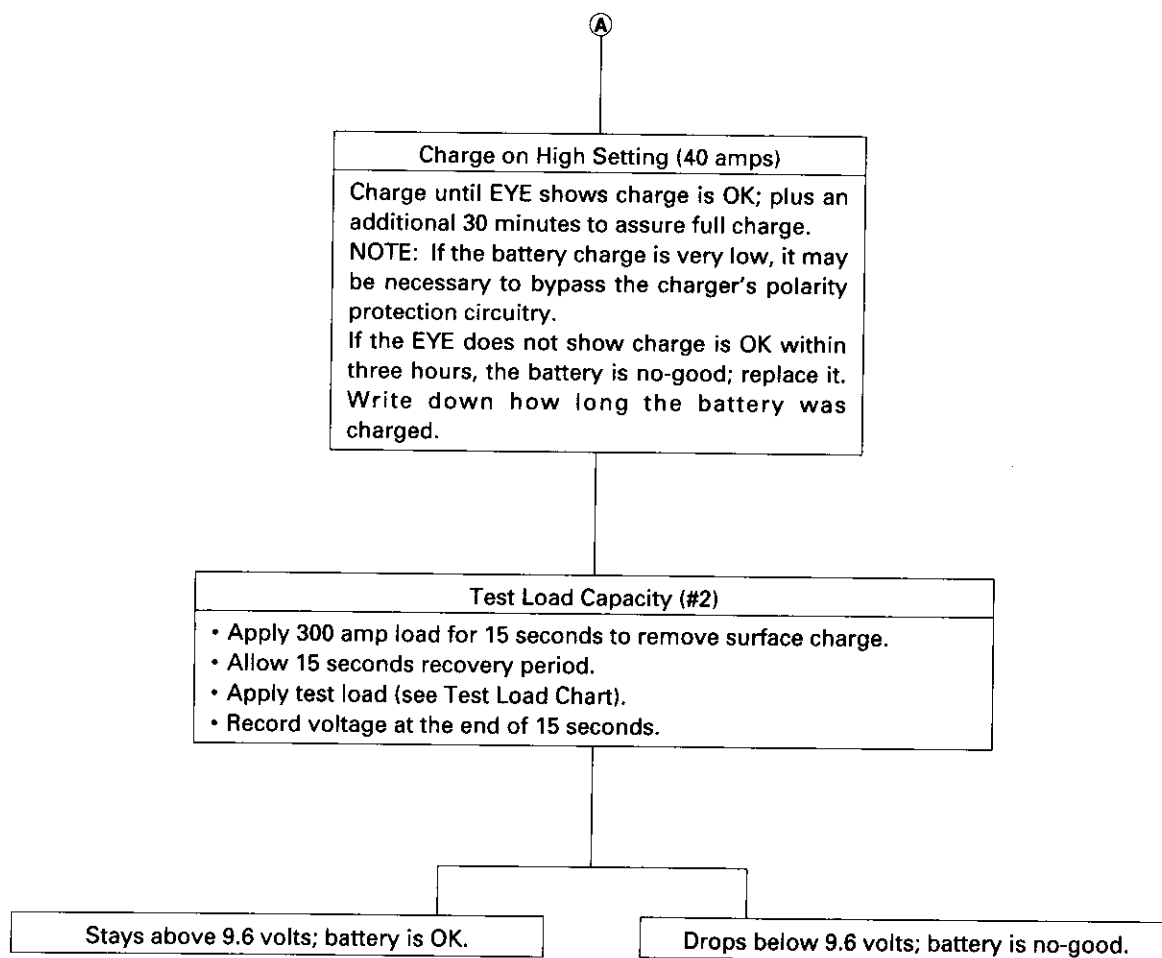 A
Charge on High Setting (40 amps)
Charge until EYE shows charge is OK; plus an
additional 30 minutes to assure full charge.
NOTE: If the battery charge is very low, it may
be necessary to bypass the charger's polarity
protection circuitry.
If the EYE does not show charge is OK within
three hours, the battery is no-good; replace it.
Write down how long the battery was
charged.
Test Load Capacity (#2)
• Apply 300 amp load for 15 seconds to remove surface charge.
• Allow 15 seconds recovery period.
• Apply test load (see Test Load Chart).
• Record voltage at the end of 15 seconds.
Stays above 9.6 volts; battery is OK.
Drops below 9.6 volts; battery is no-good.